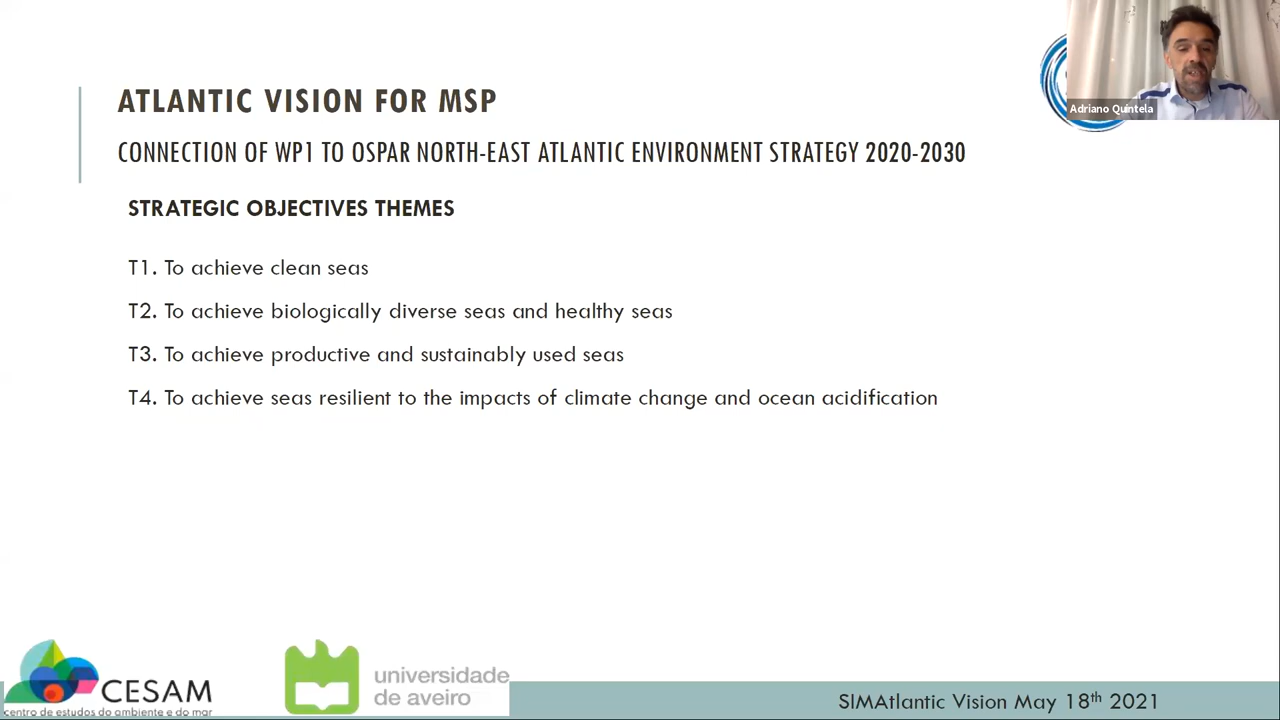 ATLANTIC VISION FOR MSP
CONNECTION OF WP1 TO OSPAR NORTH-EAST ATLANTIC ENVIRONMENT STRATEGY 2020-2030
Adriano Quintela
STRATEGIC OBJECTIVES THEMES
T1. To achieve clean seas
T2. To achieve biologically diverse seas and healthy seas
T3. To achieve productive and sustainably used seas
T4. To achieve seas resilient to the impacts of climate change and ocean acidification
CESAM
centro de estudos do ambiente e do mar
universidade
de aveiro
SIMAtlantic Vision May 18th 2021